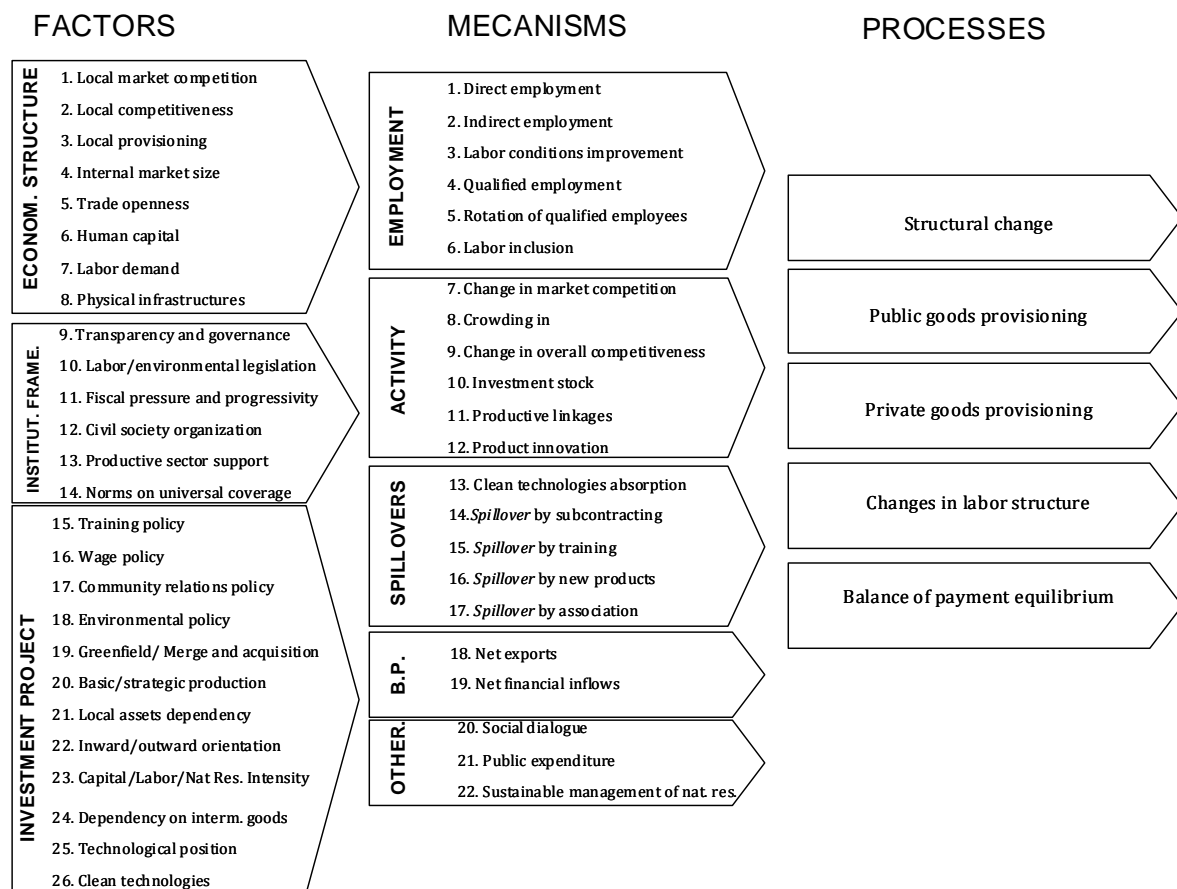 FACTORS
MECANISMS
PROCESSES
ECONOM. STRUCTURE
1. Local market competition
2. Local competitiveness
3. Local provisioning
4. Internal market size
5. Trade openness
6. Human capital
7. Labor demand
8. Physical infrastructures
INSTITUT. FRAME.
9. Transparency and governance
10. Labor/environmental legislation
11. Fiscal pressure and progressivity
12. Civil society organization
13. Productive sector support
14. Norms on universal coverage
INVESTMENT PROJECT
15. Training policy
16. Wage policy
17. Community relations policy
18. Environmental policy
19. Greenfield/ Merge and acquisition
20. Basic/strategic production
21. Local assets dependency
22. Inward/outward orientation
23. Capital/Labor/Nat Res. Intensity
24. Dependency on interm. goods
25. Technological position
26. Clean technologies
EMPLOYMENT
1. Direct employment
2. Indirect employment
3. Labor conditions improvement
4. Qualified employment
5. Rotation of qualified employees
6. Labor inclusion
ACTIVITY
7. Change in market competition
8. Crowding in
9. Change in overall competitiveness
10. Investment stock
11. Productive linkages
12. Product innovation
SPILLOVERS
13. Clean technologies absorption
14.Spillover by subcontracting
15. Spillover by training
16. Spillover by new products
17. Spillover by association
B.P.
18. Net exports
19. Net financial inflows
OTHER.
20. Social dialogue
21. Public expenditure
22. Sustainable management of nat. res.
Structural change
Public goods provisioning
Private goods provisioning
Changes in labor structure
Balance of payment equilibrium